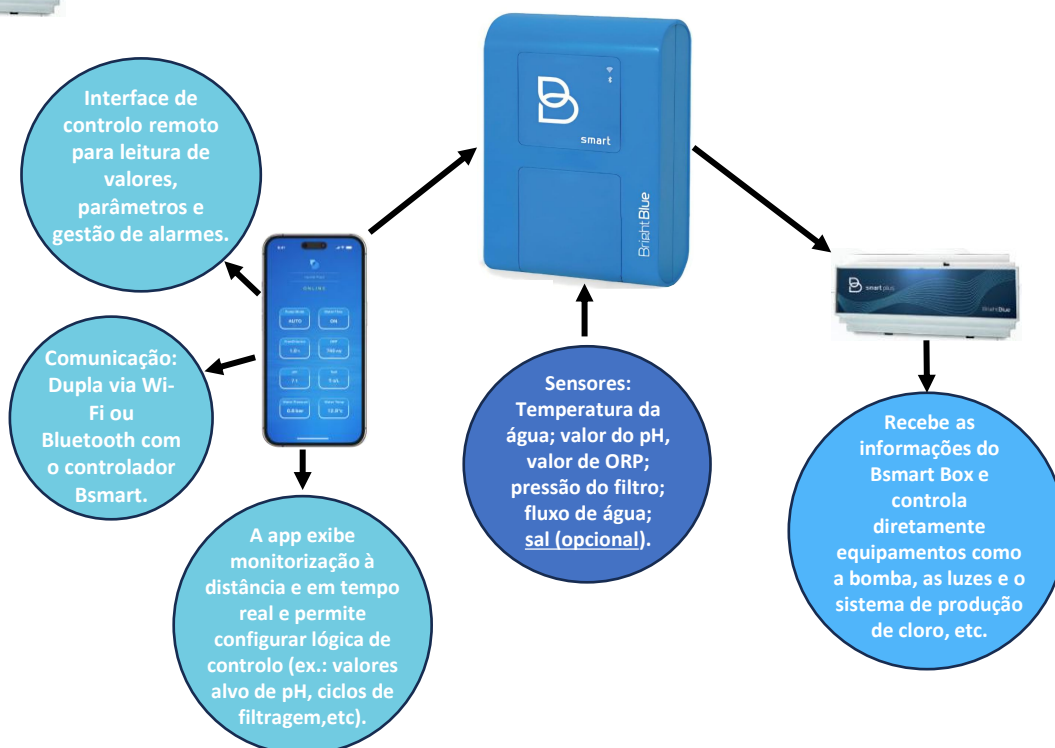 Interface de
controlo remoto
para leitura de
valores,
parâmetros e
gestão de alarmes.
Comunicação:
Dupla via Wi-
Fi ou
Bluetooth com
o controlador
Bsmart.
ONLINE
AUTO
ON
ORP
A app exibe
monitorização à
distância e em tempo
real e permite
configurar lógica de
controlo (ex.: valores
alvo de pH, ciclos de
filtragem,etc).
smart
BrightBlue
Sensores:
Temperatura da
água; valor do pH,
valor de ORP;
pressão do filtro;
fluxo de água;
sal (opcional).
smart plus
BrightBlue
Recebe as
informações do
Bsmart Box e
controla
diretamente
equipamentos como
a bomba, as luzes e o
sistema de produção
de cloro, etc.